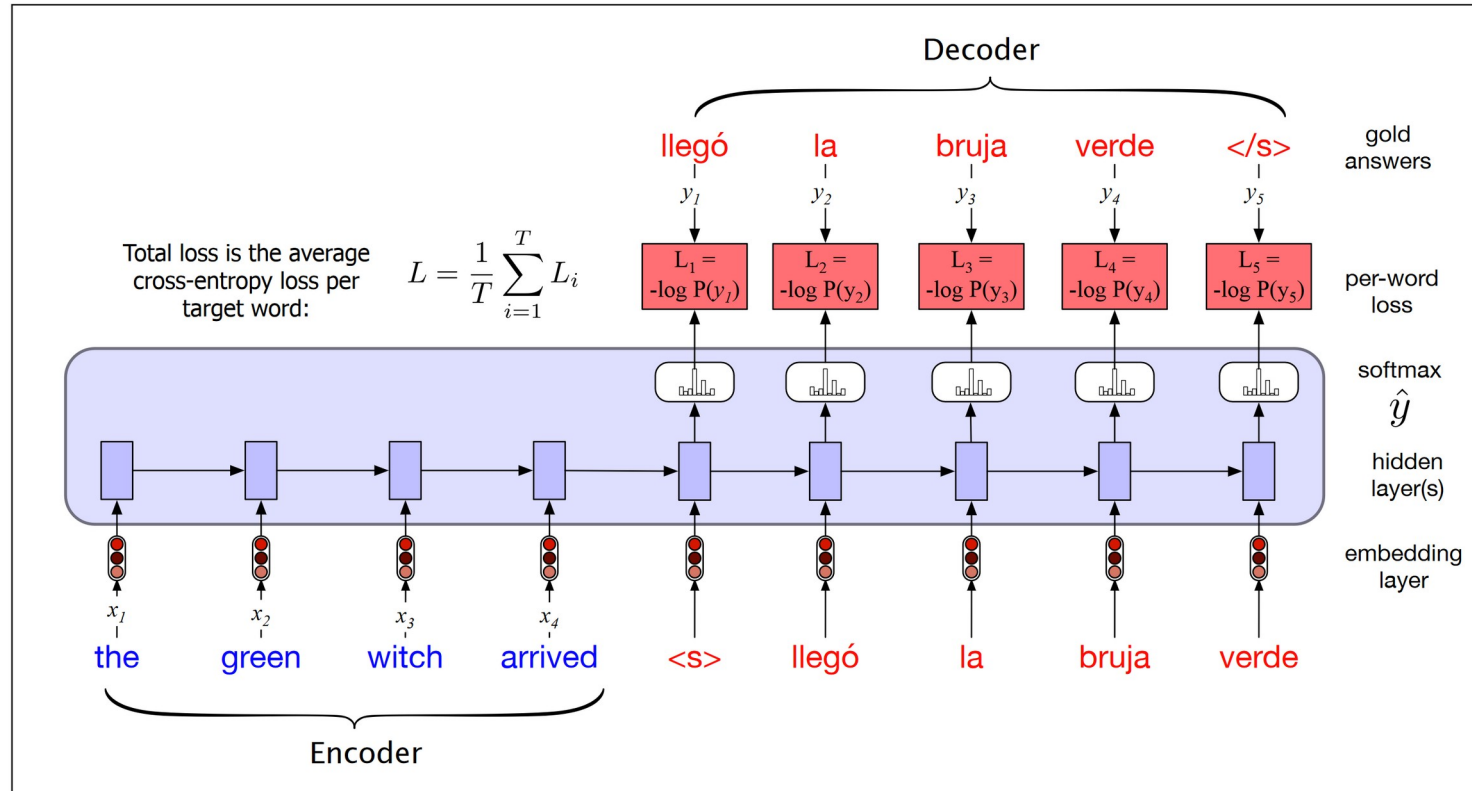 Decoder
llegó la bruja verde </s>
gold
answers
y1 y2 y3 y4 y5
Total loss is the average
cross-entropy loss per
target word:
L = 1/T ∑ i=1 T Li
L1 =
-log P(y1)
L2 =
-log P(y2)
L3 =
-log P(y3)
L4 =
-log P(y4)
L5 =
-log P(y5)
per-word
loss
softmax
ŷ
hidden
layer(s)
embedding
layer
x1 x2 x3 x4
the green witch arrived <s> llegó la bruja verde
Encoder